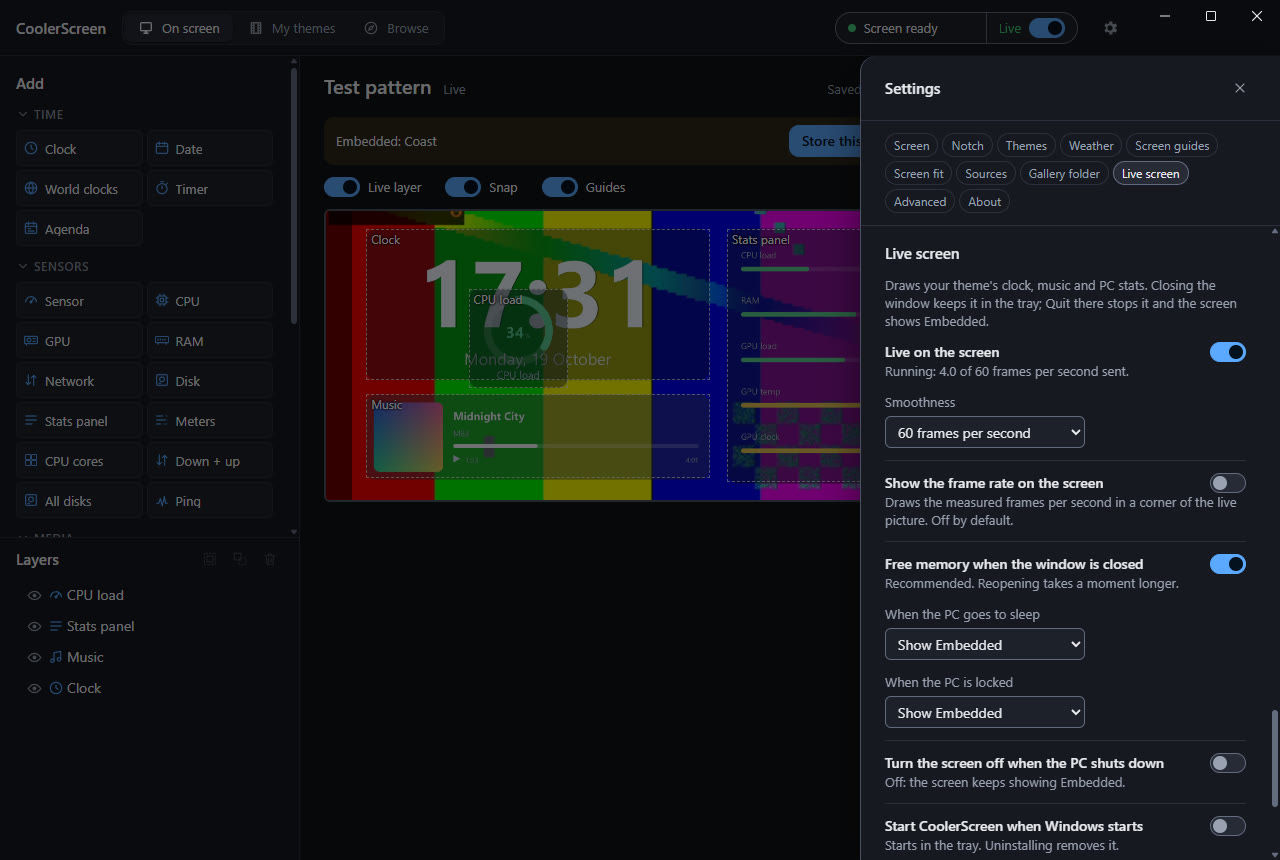 CoolerScreen
On screen
My themes
Browse
Screen ready
Live
Add
TIME
Clock
Date
World clocks
Timer
Agenda
SENSORS
Sensor
CPU
GPU
RAM
Network
Disk
Stats panel
Meters
CPU cores
Down + up
All disks
Ping
MEDIA
Layers
CPU load
Stats panel
Music
Clock
Test pattern Live
Saved
Embedded: Coast
Store this
Live layer
Snap
Guides
Clock
17:31
CPU load
34
Monday, 19 October
CPU load
Music
Midnight City
M83
4:01
Stats panel
CPU load
RAM
GPU load
GPU temp
GPU clock
Settings
Screen
Notch
Themes
Weather
Screen guides
Screen fit
Sources
Gallery folder
Live screen
Advanced
About
Live screen
Draws your theme's clock, music and PC stats. Closing the
window keeps it in the tray; Quit there stops it and the screen
shows Embedded.
Live on the screen
Running: 4.0 of 60 frames per second sent.
Smoothness
60 frames per second
Show the frame rate on the screen
Draws the measured frames per second in a corner of the live
picture. Off by default.
Free memory when the window is closed
Recommended. Reopening takes a moment longer.
When the PC goes to sleep
Show Embedded
When the PC is locked
Show Embedded
Turn the screen off when the PC shuts down
Off: the screen keeps showing Embedded.
Start CoolerScreen when Windows starts
Starts in the tray. Uninstalling removes it.